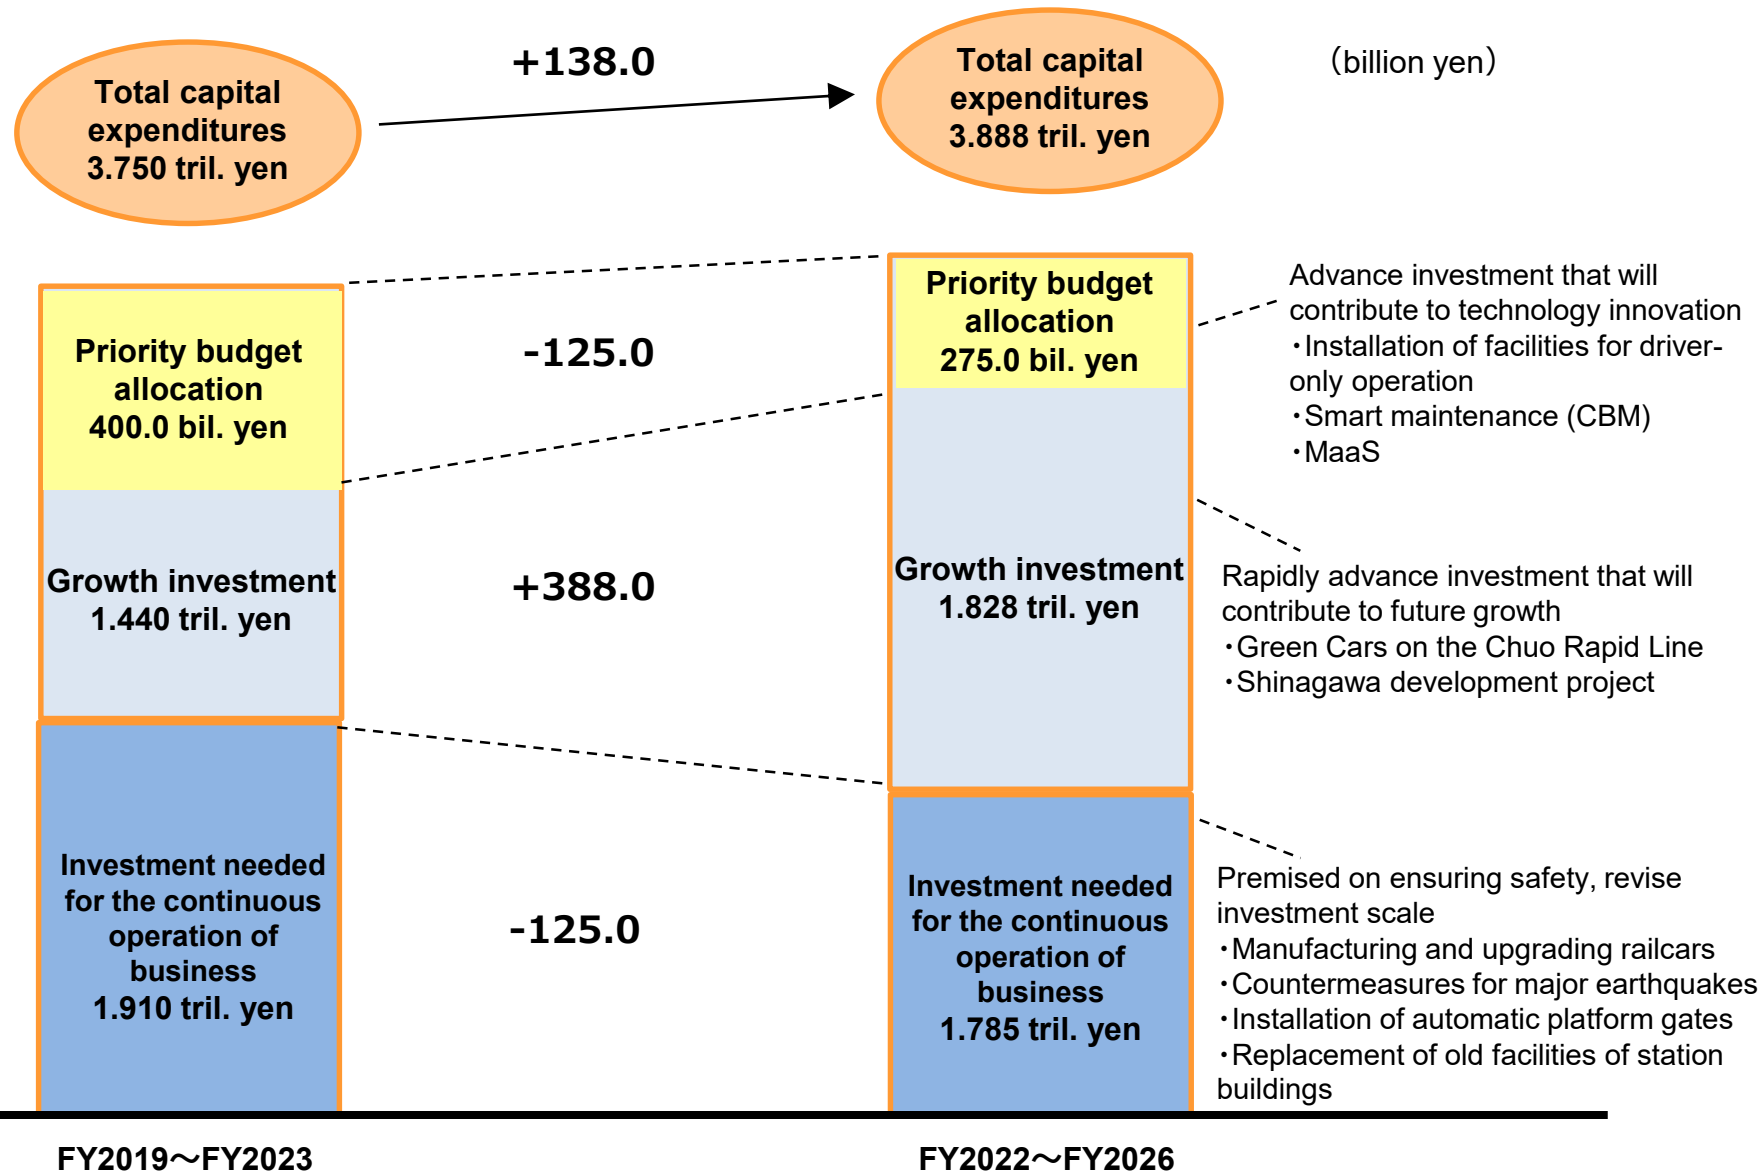 Total capital
expenditures
3.750 tril. yen
+138.0
Total capital
expenditures
3.888 tril. yen
（billion yen）
Priority budget
allocation
400.0 bil. yen
-125.0
Priority budget
allocation
275.0 bil. yen
Advance investment that will
contribute to technology innovation
・Installation of facilities for driver-
only operation
・Smart maintenance (CBM)
・MaaS
Growth investment
1.440 tril. yen
+388.0
Growth investment
1.828 tril. yen
Rapidly advance investment that will
contribute to future growth
・Green Cars on the Chuo Rapid Line
・Shinagawa development project
Investment needed
for the continuous
operation of
business
1.910 tril. yen
-125.0
Investment needed
for the continuous
operation of
business
1.785 tril. yen
Premised on ensuring safety, revise
investment scale
・Manufacturing and upgrading railcars
・Countermeasures for major earthquakes
・Installation of automatic platform gates
・Replacement of old facilities of station
buildings
FY2019～FY2023
FY2022～FY2026